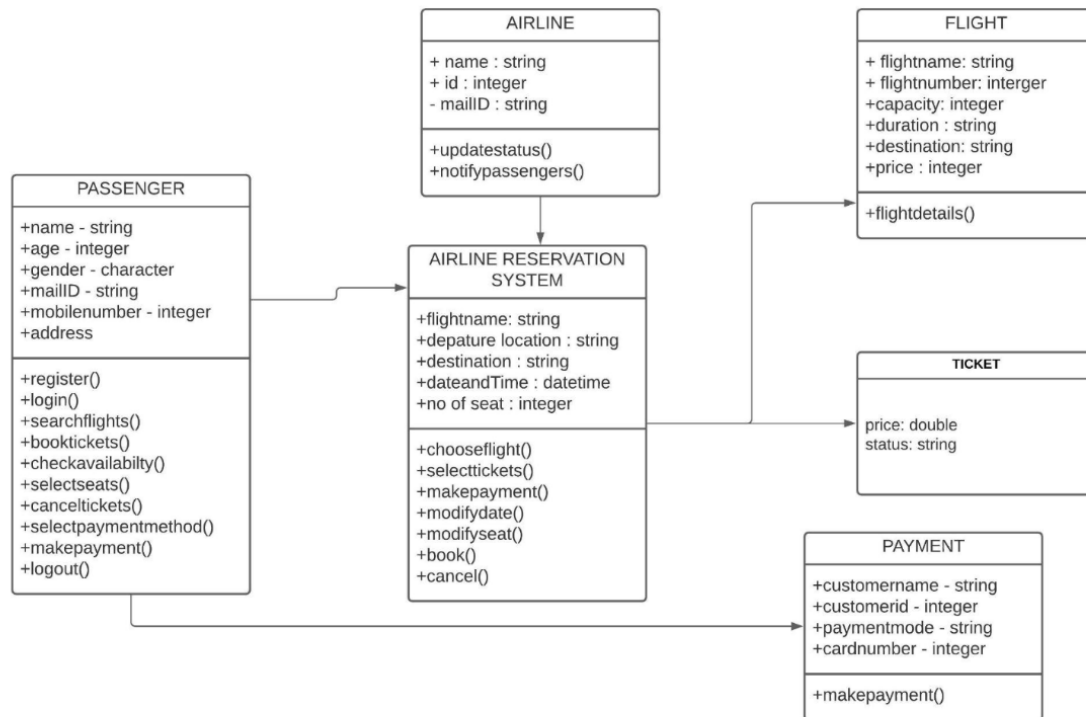 AIRLINE
+ name : string
+ id : integer
- mailID : string
+updatestatus()
+notifypassengers()
FLIGHT
+ flightname: string
+ flightnumber: interger
+capacity: integer
+duration : string
+destination: string
+price : integer
+flightdetails()
PASSENGER
+name - string
+age - integer
+gender - character
+mailID - string
+mobilenumber - integer
+address
+register()
+login()
+searchflights()
+booktickets()
+checkavailabilty()
+selectseats()
+canceltickets()
+selectpaymentmethod()
+makepayment()
+logout()
AIRLINE RESERVATION
SYSTEM
+flightname: string
+depature location : string
+destination : string
+dateandTime : datetime
+no of seat : integer
+chooseflight()
+selecttickets()
+makepayment()
+modifydate()
+modifyseat()
+book()
+cancel()
TICKET
price: double
status: string
PAYMENT
+customername - string
+customerid - integer
+paymentmode - string
+cardnumber - integer
+makepayment()